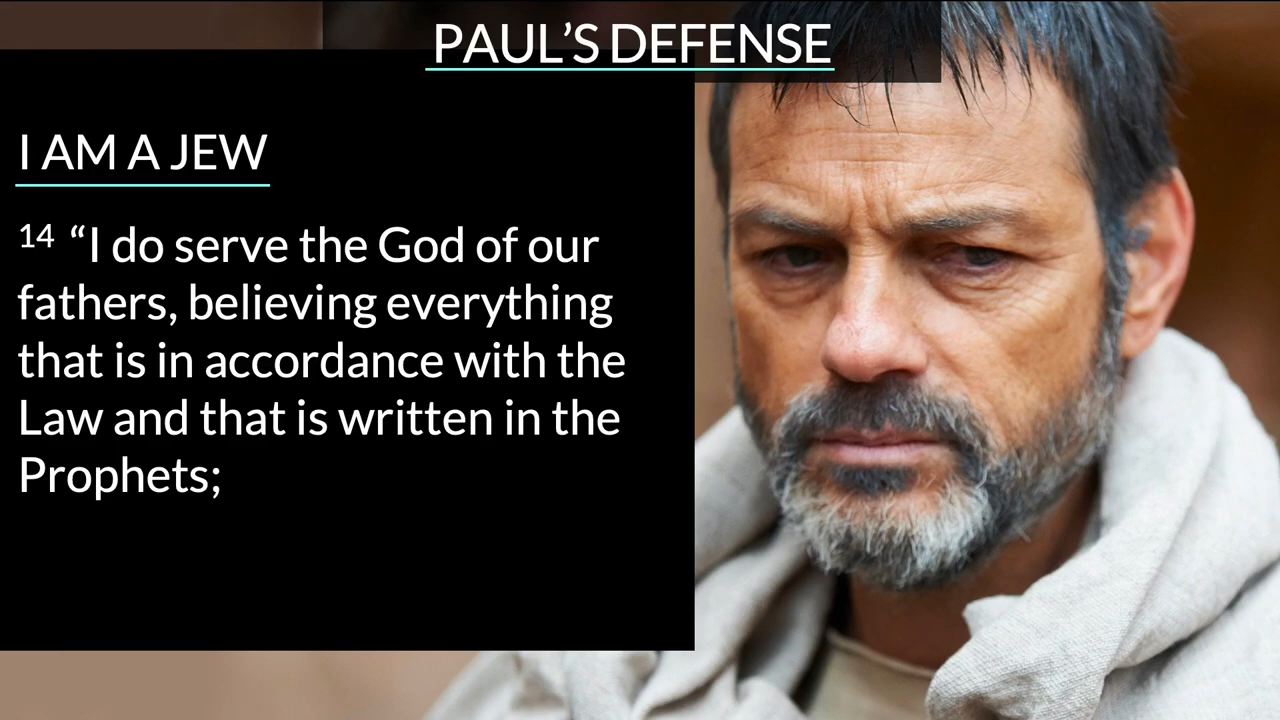 PAUL’S DEFENSE
I AM A JEW
14 “I do serve the God of our
fathers, believing everything
that is in accordance with the
Law and that is written in the
Prophets;